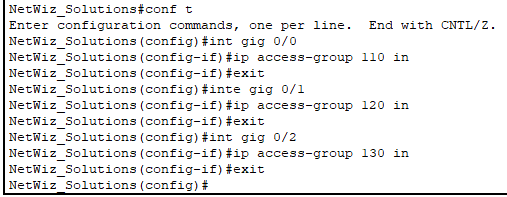 NetWiz_Solutions#conf t
Enter configuration commands, one per line.  End with CNTL/Z.
NetWiz_Solutions(config)#int gig 0/0
NetWiz_Solutions(config-if)#ip access-group 110 in
NetWiz_Solutions(config-if)#exit
NetWiz_Solutions(config)#inte gig 0/1
NetWiz_Solutions(config-if)#ip access-group 120 in
NetWiz_Solutions(config-if)#exit
NetWiz_Solutions(config)#int gig 0/2
NetWiz_Solutions(config-if)#ip access-group 130 in
NetWiz_Solutions(config-if)#exit
NetWiz_Solutions(config)#